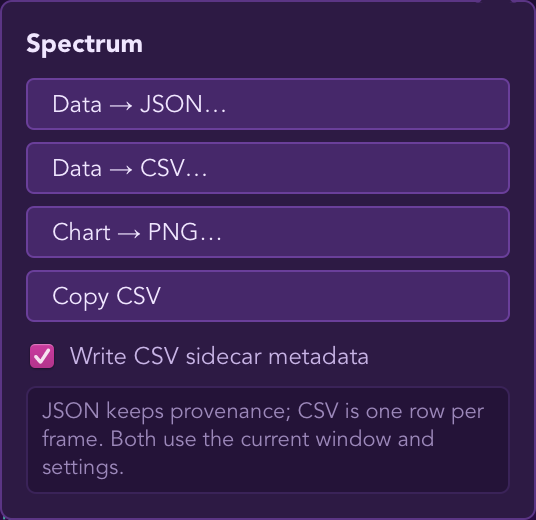 Spectrum
Data → JSON…
Data → CSV…
Chart → PNG…
Copy CSV
Write CSV sidecar metadata
JSON keeps provenance; CSV is one row per
frame. Both use the current window and
settings.